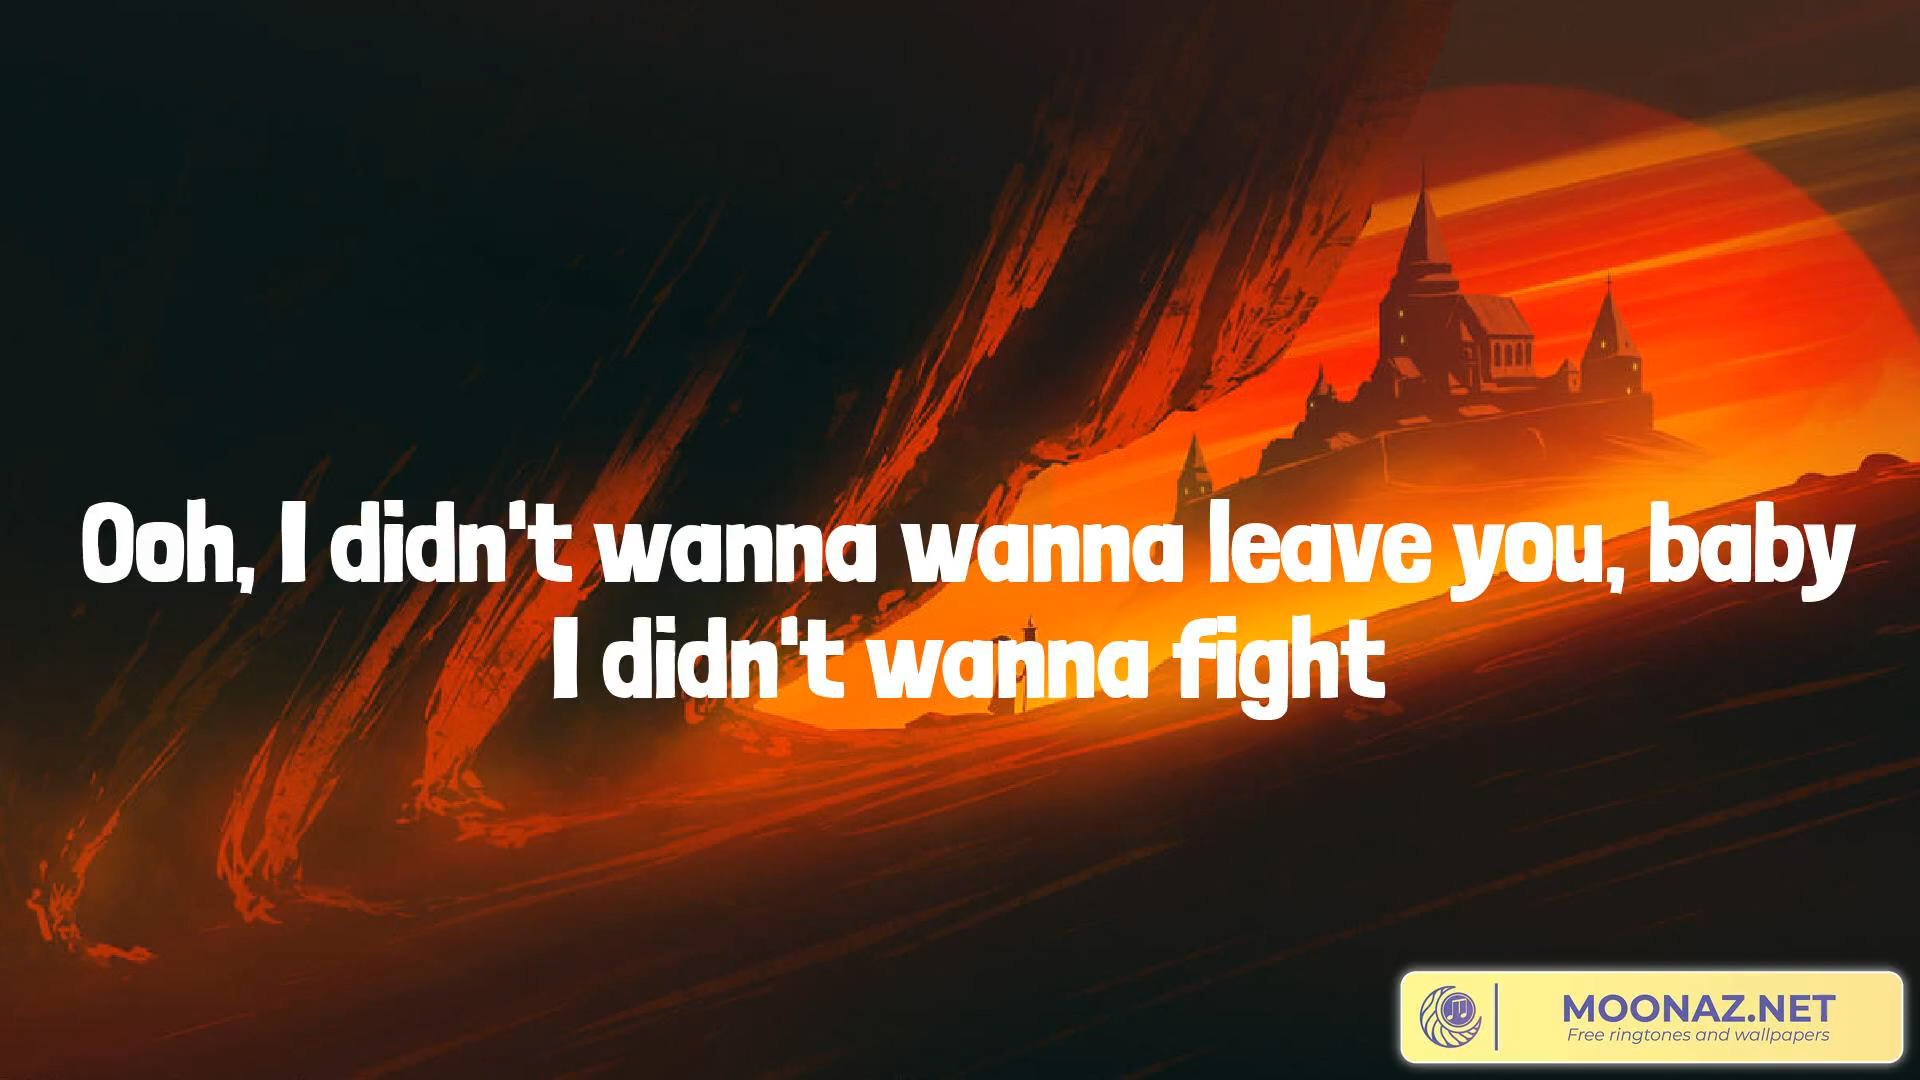 Ooh, I didn't wanna wanna leave you, baby
I didn't wanna fight
MOONAZ.NET
Free ringtones and wallpapers